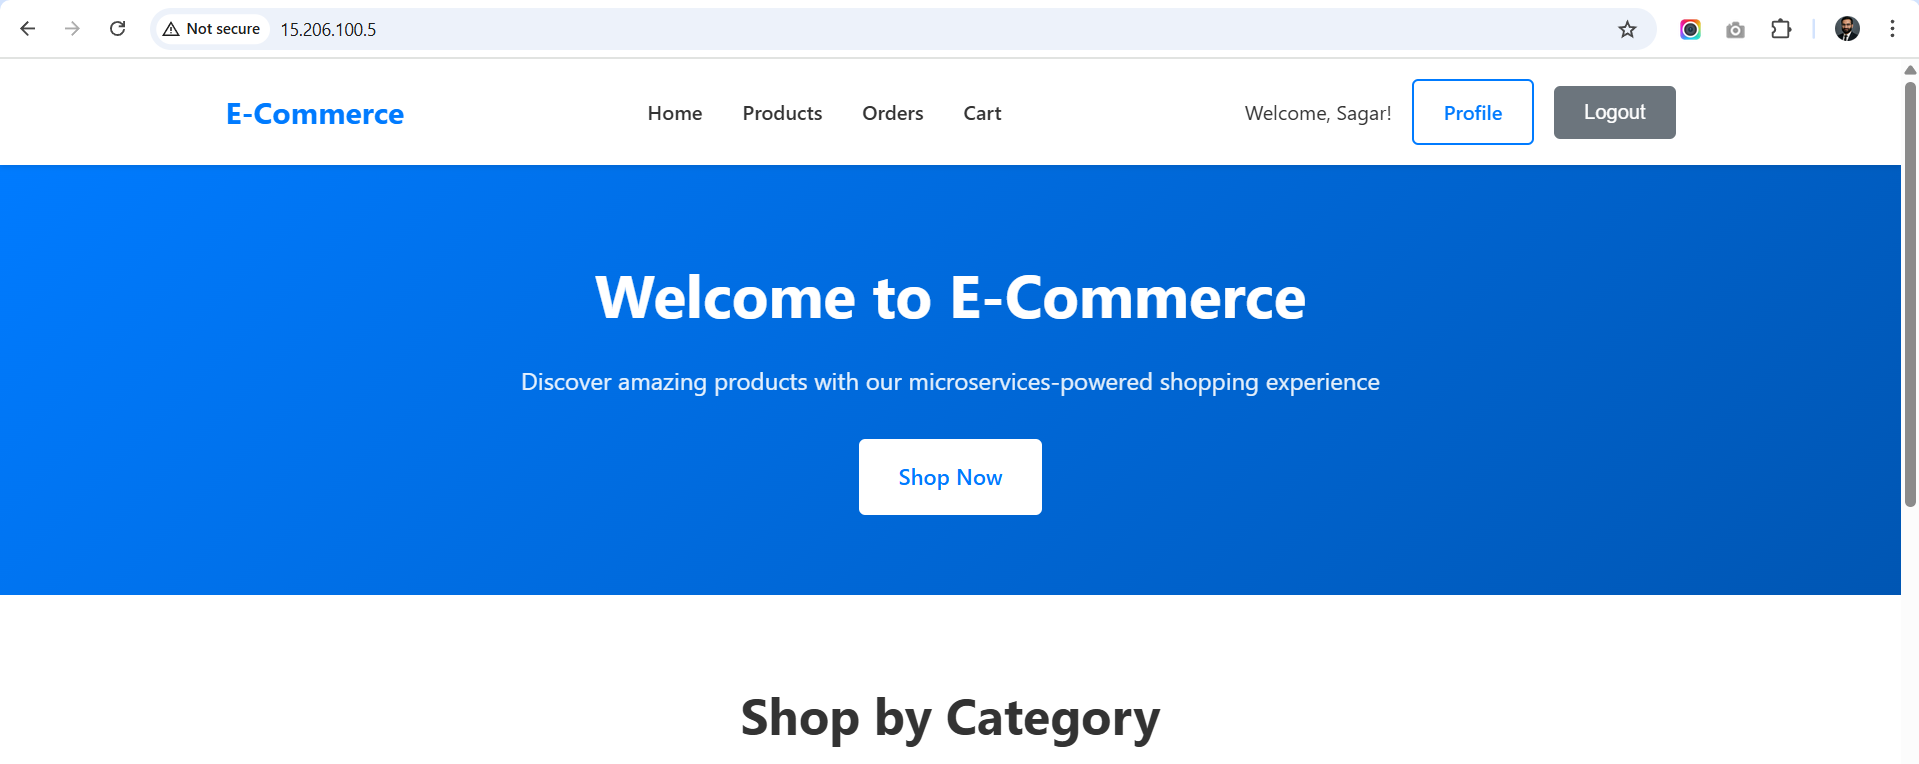 Not secure 15.206.100.5
E-Commerce Home Products Orders Cart Welcome, Sagar! Profile Logout
Welcome to E-Commerce
Discover amazing products with our microservices-powered shopping experience
Shop Now
Shop by Category